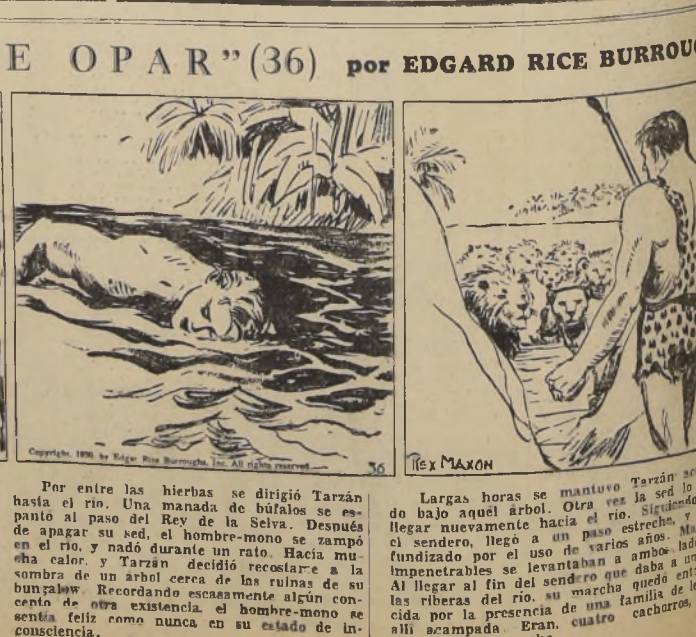 E OPAR" (36) por EDGARD RICE BURROU
Copyright, 1930, by Edgar Rice Burroughs, Inc. All rights reserved.
36
REX MAXON
Por entre las hierbas se dirigió Tarzán
hasta el río. Una manada de búfalos se es-
pantó al paso del Rey de la Selva. Después
de apagar su sed, el hombre-mono se zampó
en el río, y nadó durante un rato. Hacía mu-
cha calor, y Tarzán decidió recostarse a la
sombra de un árbol cerca de las ruinas de su
bungalow. Recordando escasamente algún con-
cepto de otra existencia, el hombre-mono se
sentía feliz como nunca en su estado de in-
consciencia.
Largas horas se mantuvo Tarzán
do bajo aquél árbol. Otra vez la sed lo
llegar nuevamente hacia el río. Siguiendo
el sendero, llegó a un paso estrecho, y
fundizado por el uso de varios años.
impenetrables se levantaban a ambos lado
Al llegar al fin del sendero que daba a
las riberas del río, su marcha quedó
cida por la presencia de una familia de
allí acampada. Eran, cuatro cachorros,